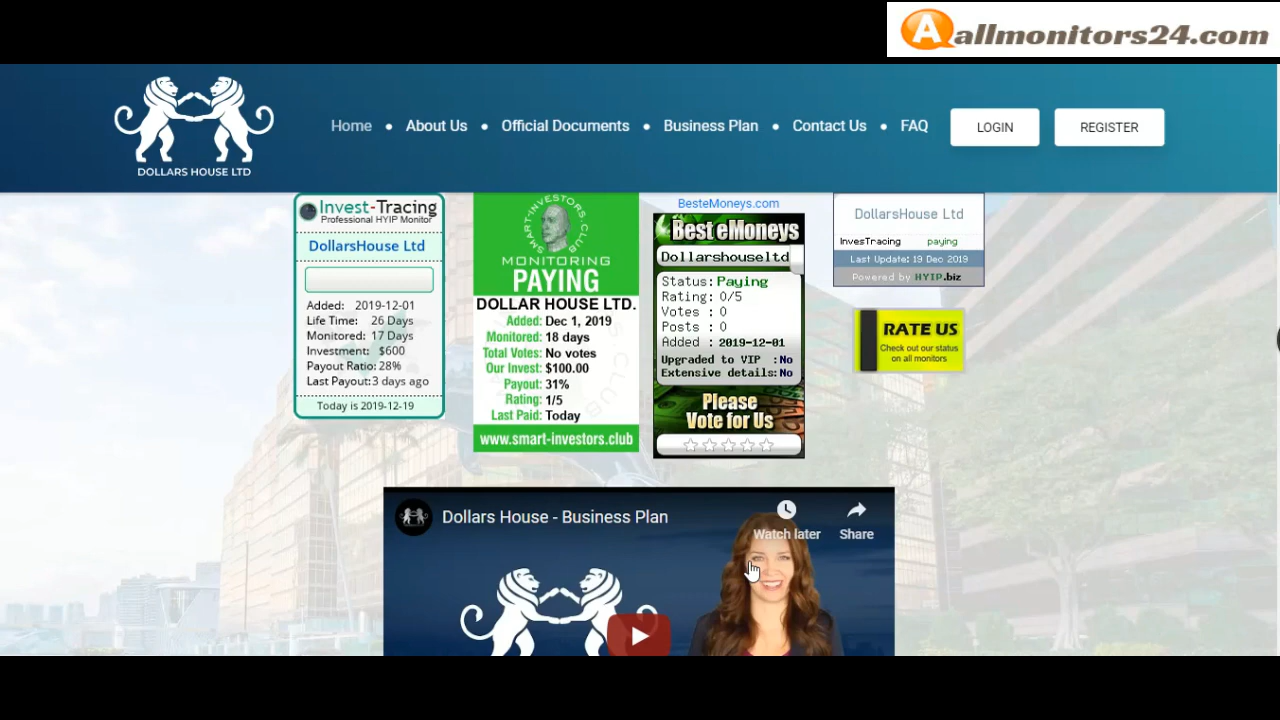 allmonitors24.com
DOLLARS HOUSE LTD
Home • About Us • Official Documents • Business Plan • Contact Us • FAQ
LOGIN
REGISTER
Invest-Tracing
Professional HYIP Monitor
DollarsHouse Ltd
Added: 2019-12-01
Life Time: 26 Days
Monitored: 17 Days
Investment: $600
Payout Ratio: 28%
Last Payout: 3 days ago
Today is 2019-12-19
SMART-INVESTORS.CLUB
MONITORING
PAYING
DOLLAR HOUSE LTD.
Added: Dec 1, 2019
Monitored: 18 days
Total Votes: No votes
Our Invest: $100.00
Payout: 31%
Rating: 1/5
Last Paid: Today
www.smart-investors.club
BesteMoneys.com
Best eMoneys
Dollarshouseltd
Status: Paying
Rating: 0/5
Votes : 0
Posts : 0
Added : 2019-12-01
Upgraded to VIP :No
Extensive details:No
Please
Vote for Us
DollarsHouse Ltd
InvesTracing paying
Last Update: 19 Dec 2019
Powered by HYIP.biz
RATE US
Check out our status
on all monitors
Dollars House - Business Plan
Watch later
Share